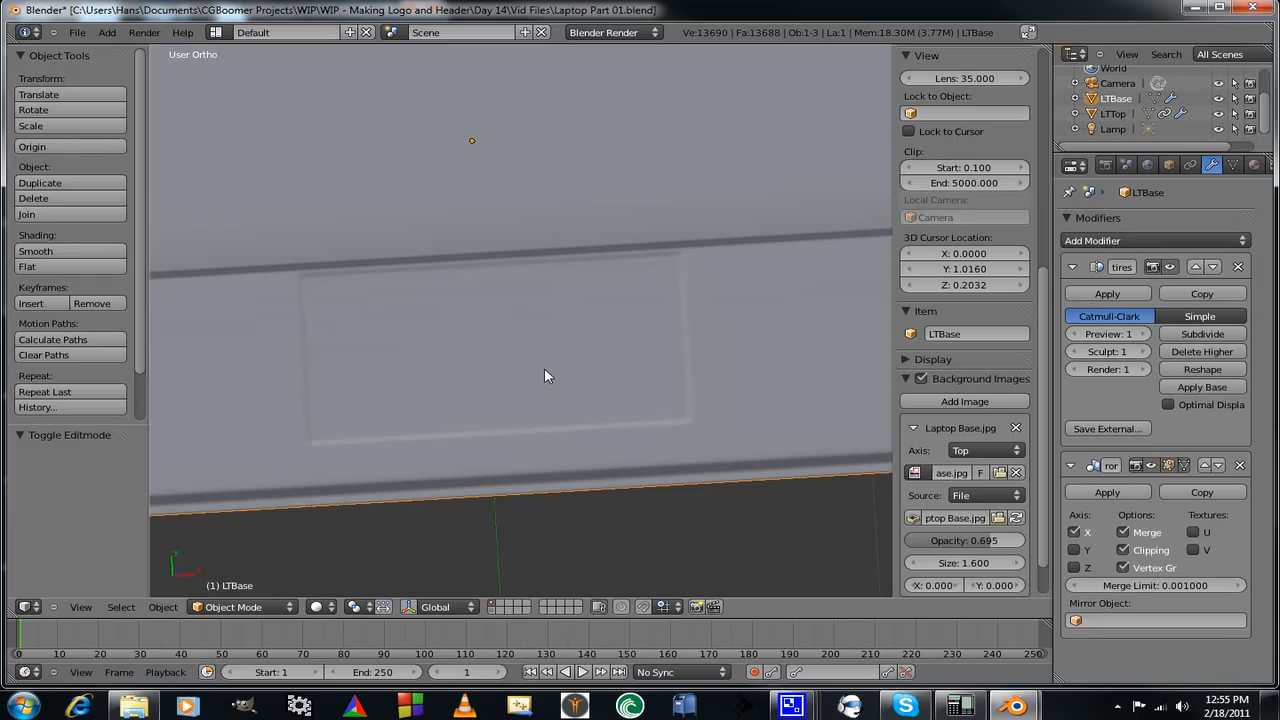 Blender* [C:\Users\Hans\Documents\CGBoomer Projects\WIP\WIP - Making Logo and Header\Day 14\Vid Files\Laptop Part 01.blend]
File Add Render Help Default Scene Blender Render Ve:13690 | Fa:13688 | Ob:1-3 | La:1 | Mem:18.30M (3.77M) | LTBase
View Search All Scenes
Object Tools
User Ortho
View
World
Transform:
Lens: 35.000
Camera
Translate
Lock to Object:
LTBase
Rotate
LTTop
Scale
Lock to Cursor
Lamp
Origin
Clip:
Object:
Start: 0.100
Duplicate
End: 5000.000
LTBase
Delete
Local Camera:
Join
Camera
Modifiers
Shading:
3D Cursor Location:
Add Modifier
Smooth
X: 0.0000
Flat
Y: 1.0160
tires
Keyframes:
Z: 0.2032
Insert Remove
Apply Copy
Motion Paths:
Item
Catmull-Clark Simple
Calculate Paths
LTBase
Preview: 1 Subdivide
Clear Paths
Display
Sculpt: 1 Delete Higher
Repeat:
Background Images
Render: 1 Reshape
Repeat Last
Add Image
Apply Base
History...
Optimal Displa
Toggle Editmode
Laptop Base.jpg
Save External...
Axis: Top
ror
ase.jpg F
Apply Copy
Source: File
Axis: Options: Textures:
ptop Base.jpg
X Merge U
Opacity: 0.695
Y Clipping V
Size: 1.600
Z Vertex Gr
X: 0.000 Y: 0.000
Merge Limit: 0.001000
y
x
(1) LTBase
Mirror Object:
View Select Object Object Mode Global
0 10 20 30 40 50 60 70 80 90 100 110 120 130 140 150 160 170 180 190 200 210 220 230 240 250
View Frame Playback Start: 1 End: 250 1 No Sync
12:55 PM
2/18/2011